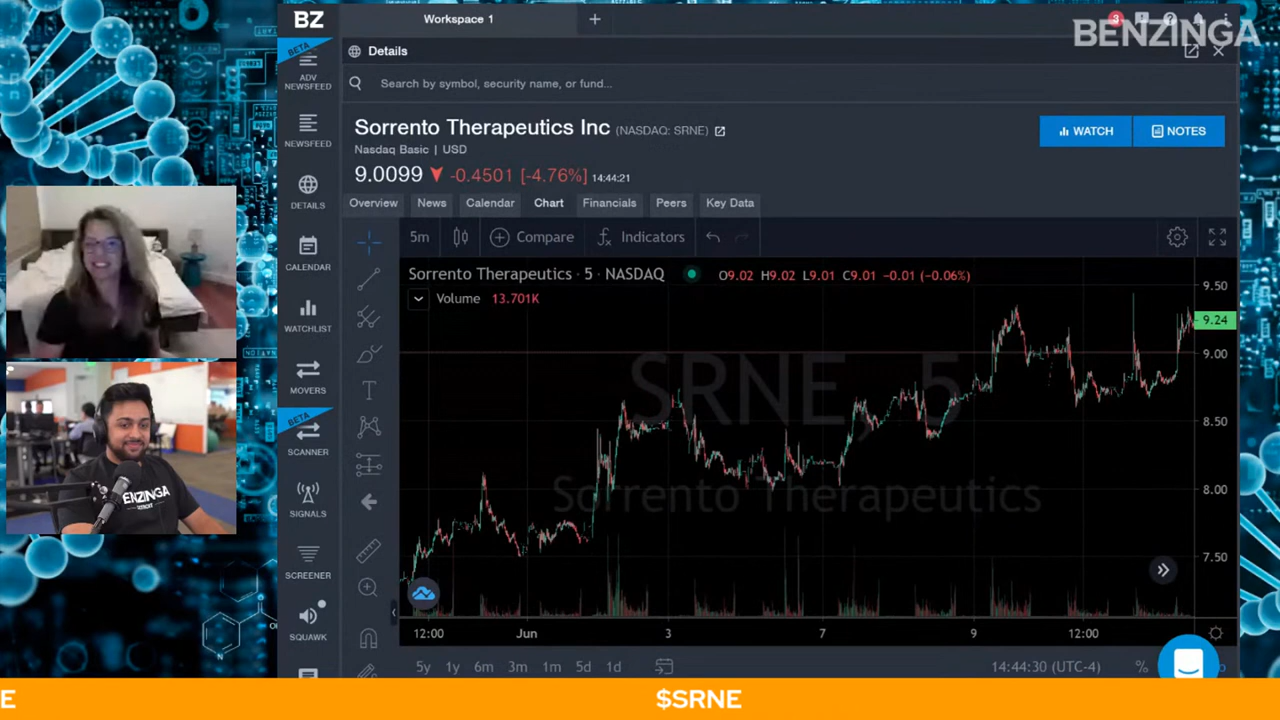 BZ
Workspace 1
+
3
BENZINGA
BETA
ADV
NEWSFEED
NEWSFEED
DETAILS
CALENDAR
WATCHLIST
MOVERS
BETA
SCANNER
SIGNALS
SCREENER
SQUAWK
Details
Search by symbol, security name, or fund...
Sorrento Therapeutics Inc (NASDAQ: SRNE)
WATCH
NOTES
Nasdaq Basic | USD
9.0099 -0.4501 [-4.76%] 14:44:21
Overview News Calendar Chart Financials Peers Key Data
5m Compare Indicators
Sorrento Therapeutics · 5 · NASDAQ O9.02 H9.02 L9.01 C9.01 -0.01 (-0.06%)
Volume 13.701K
SRNE, 5
Sorrento Therapeutics
9.50
9.24
9.00
8.50
8.00
7.50
12:00 Jun 3 7 9 12:00
5y 1y 6m 3m 1m 5d 1d 14:44:30 (UTC-4) %
BENZINGA
DETROIT
N
E
$SRNE